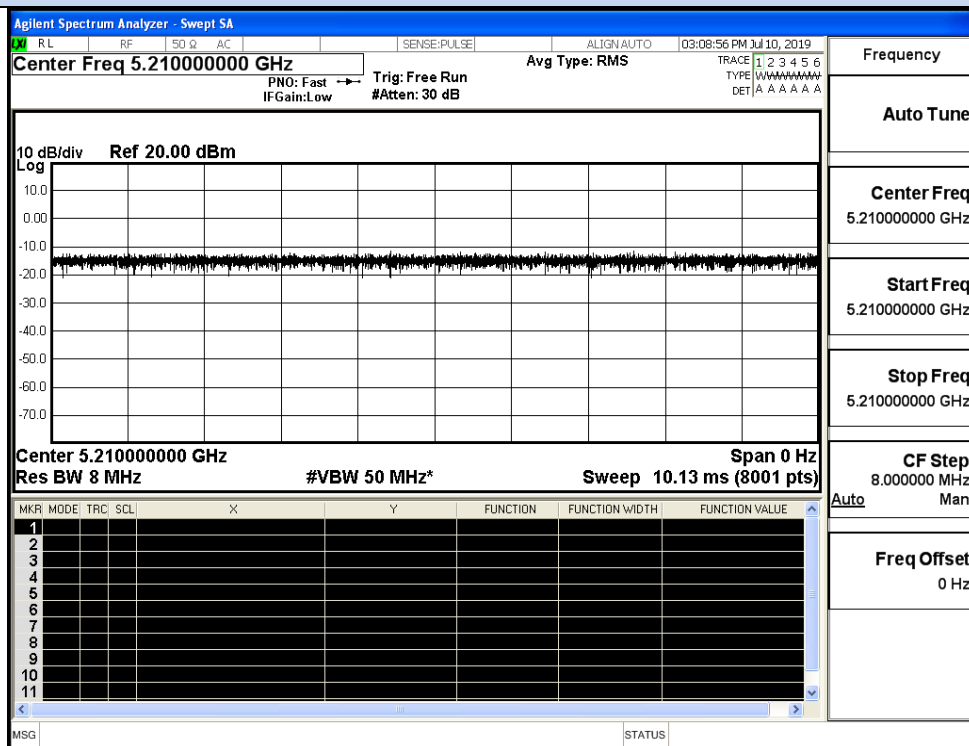 Agilent Spectrum Analyzer - Swept SA
LXI RL RF 50 Ω AC SENSE:PULSE ALIGN AUTO 03:08:56 PM Jul 10, 2019
Center Freq 5.210000000 GHz
PNO: Fast
IFGain:Low
Trig: Free Run
#Atten: 30 dB
Avg Type: RMS
TRACE 1 2 3 4 5 6
TYPE WWWWWW
DET A A A A A A
10 dB/div Ref 20.00 dBm
Log
10.0
0.00
-10.0
-20.0
-30.0
-40.0
-50.0
-60.0
-70.0
Center 5.210000000 GHz Span 0 Hz
Res BW 8 MHz #VBW 50 MHz* Sweep 10.13 ms (8001 pts)
MKR MODE TRC SCL X Y FUNCTION FUNCTION WIDTH FUNCTION VALUE
1
2
3
4
5
6
7
8
9
10
11
MSG STATUS
Frequency
Auto Tune
Center Freq
5.210000000 GHz
Start Freq
5.210000000 GHz
Stop Freq
5.210000000 GHz
CF Step
8.000000 MHz
Auto Man
Freq Offset
0 Hz